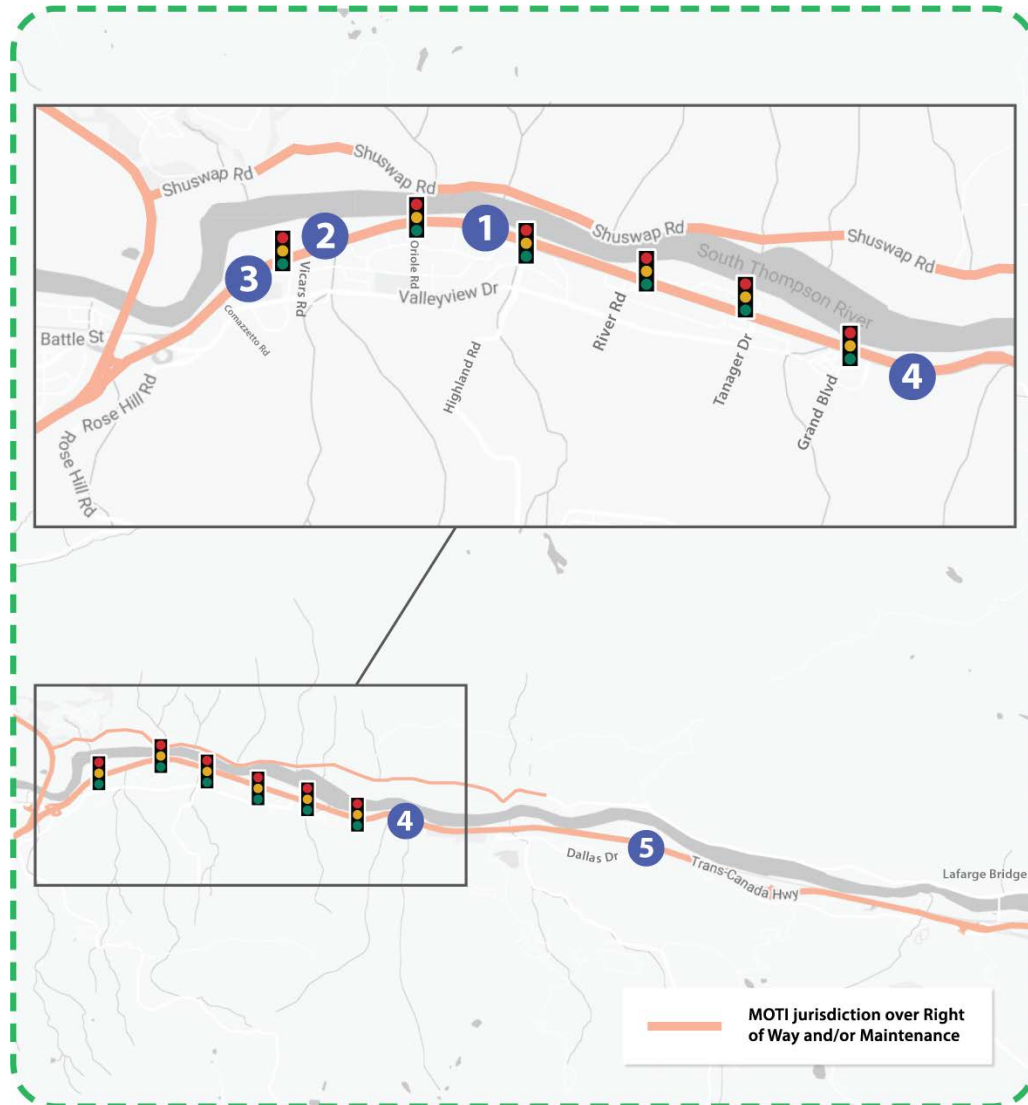 Shuswap Rd
Shuswap Rd
Shuswap Rd
Shuswap Rd
South Thompson River
1
2
3
4
Oriole Rd
Vicars Rd
Valleyview Dr
Comazzetto Rd
Highland Rd
River Rd
Tanager Dr
Grand Blvd
Battle St
Rose Hill Rd
Rose Hill Rd
4
5
Dallas Dr
Trans-Canada Hwy
Lafarge Bridge
MOTI jurisdiction over Right
of Way and/or Maintenance